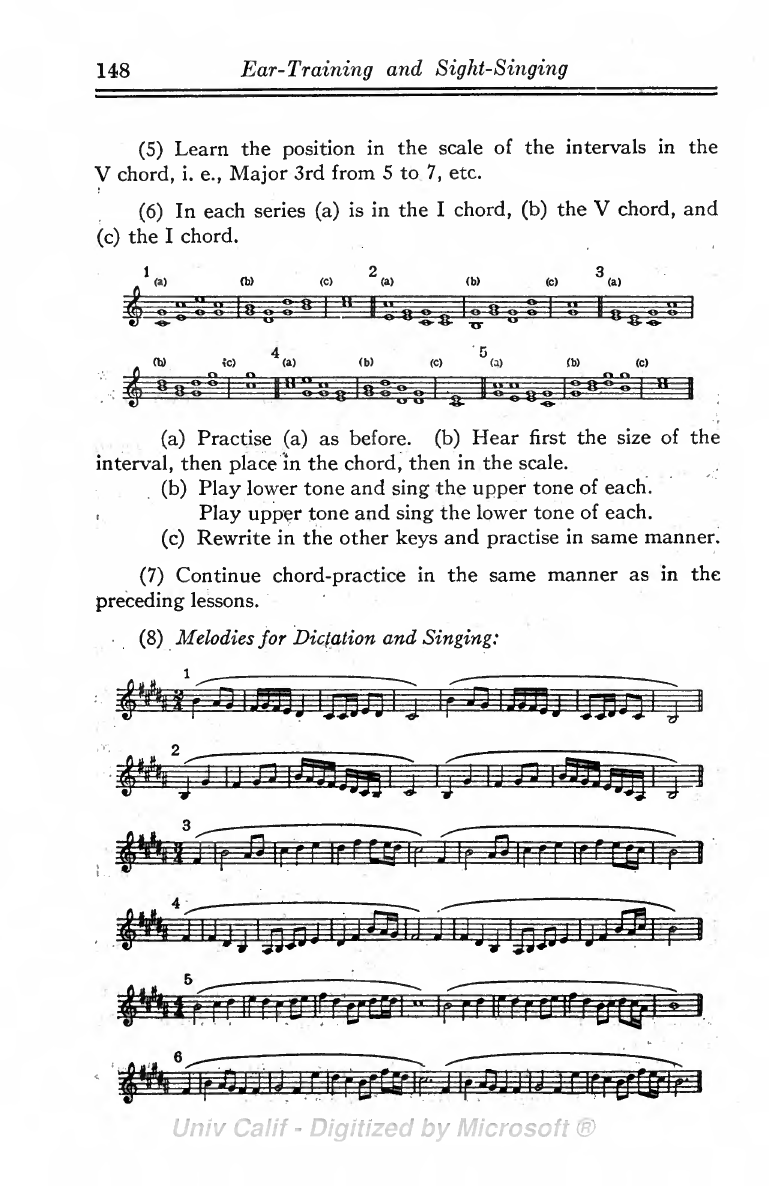 148 Ear-Training and Sight-Singing
(5) Learn the position in the scale of the intervals in the
V chord, i. e., Major 3rd from 5 to 7, etc.
(6) In each series (a) is in the I chord, (b) the V chord, and
(c) the I chord.
1 (a) (b) (c) 2 (a) (b) (c) 3 (a)
(b) (c) 4 (a) (b) (c) 5 (a) (b) (c)
(a) Practise (a) as before. (b) Hear first the size of the
interval, then place in the chord, then in the scale.
(b) Play lower tone and sing the upper tone of each.
Play upper tone and sing the lower tone of each.
(c) Rewrite in the other keys and practise in same manner.
(7) Continue chord-practice in the same manner as in the
preceding lessons.
(8) Melodies for Dictation and Singing:
1
2
3
4
5
6
Univ Calif - Digitized by Microsoft ®